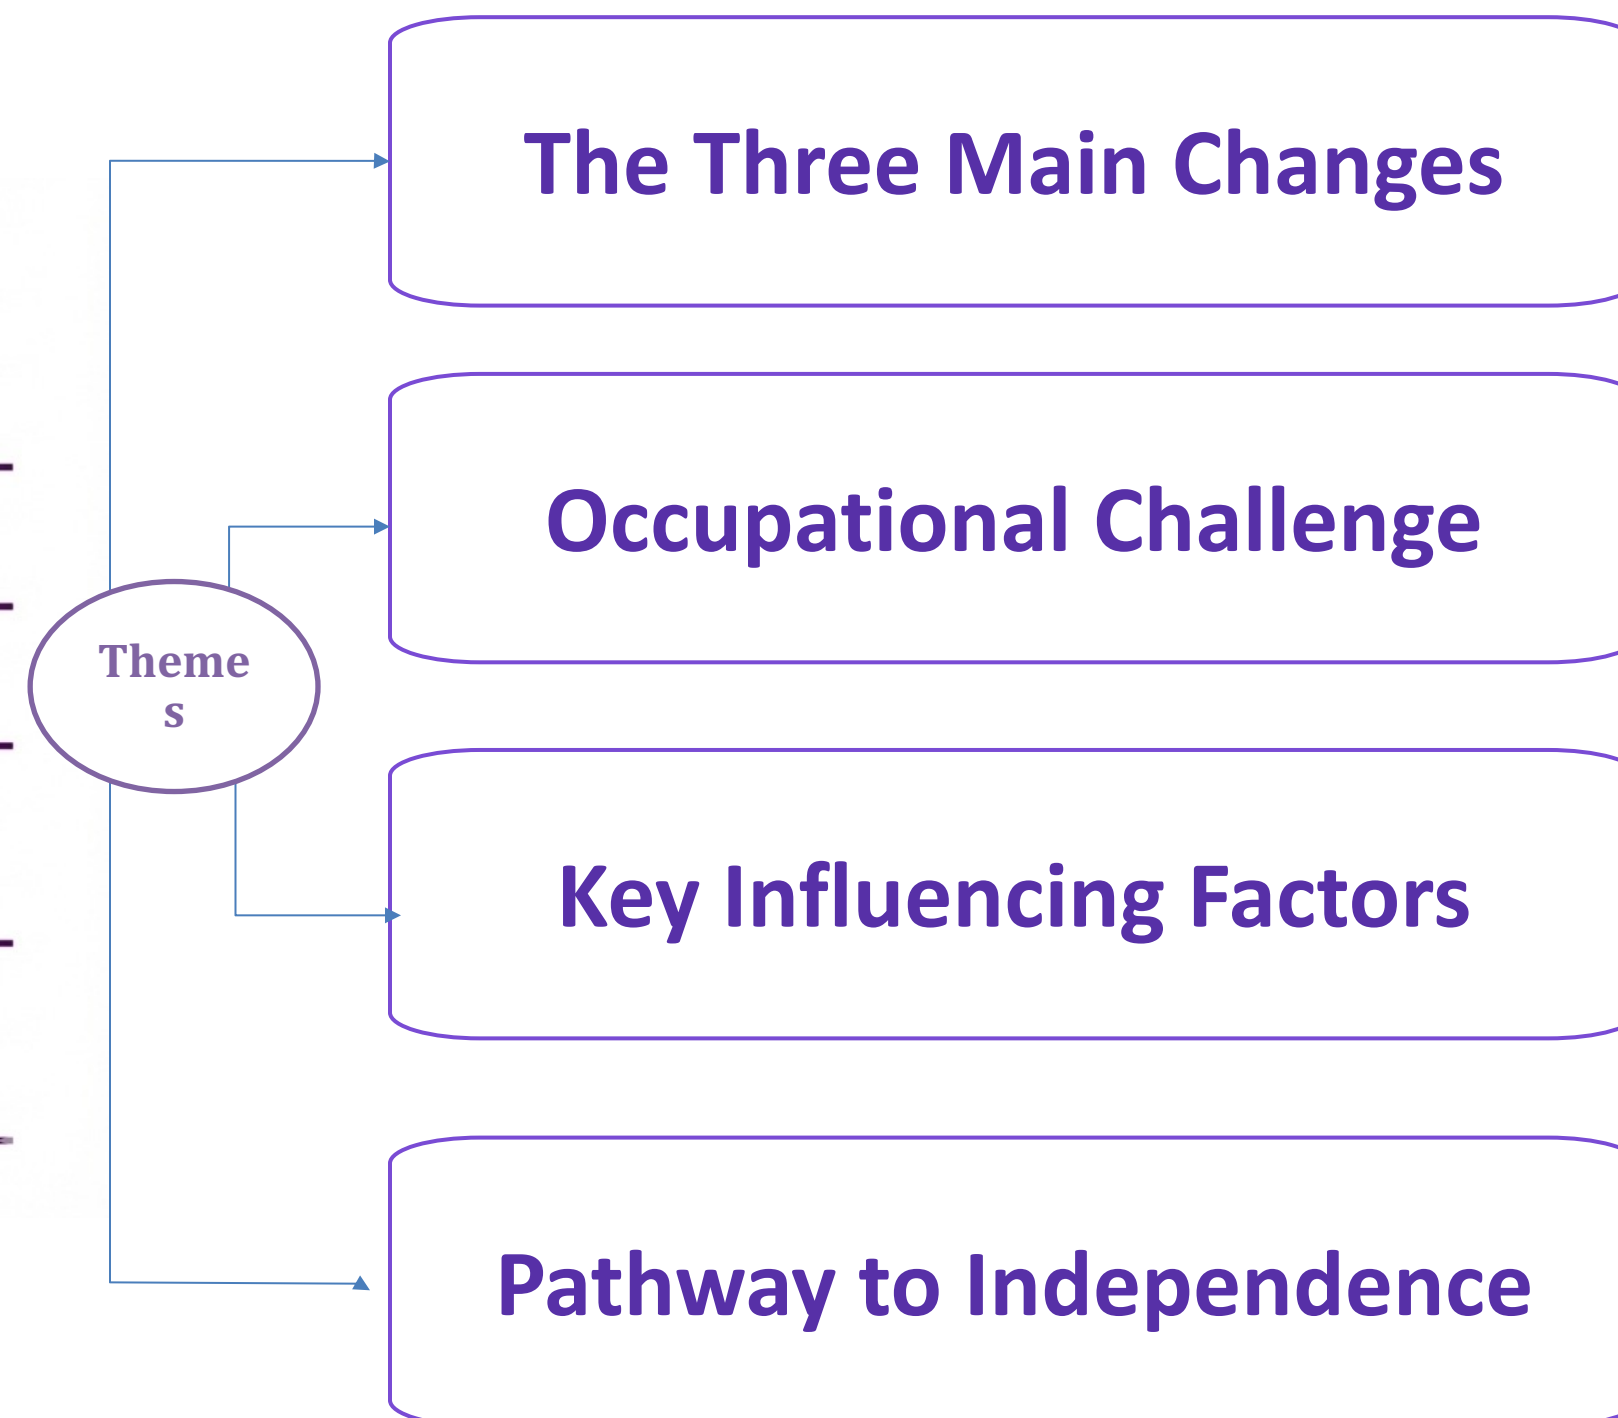 The Three Main Changes
Occupational Challenge
Theme
s
Key Influencing Factors
Pathway to Independence